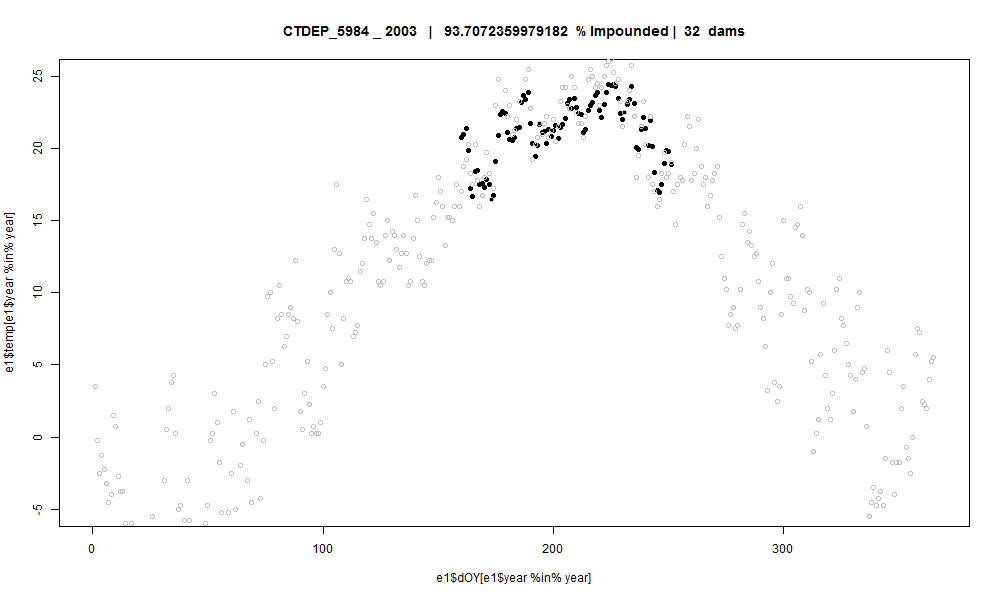 CTDEP_5984 _ 2003 | 93.7072359979182 % Impounded | 32 dams
e1$temp[e1$year %in% year]
25
20
15
10
5
0
-5
0 100 200 300
e1$dOY[e1$year %in% year]